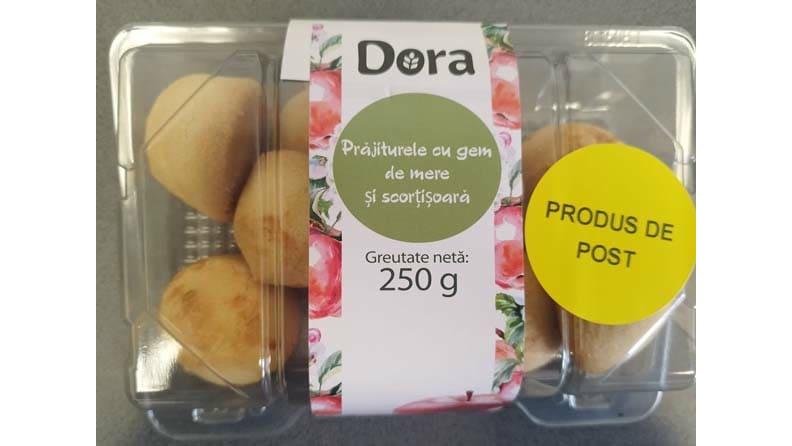 Dora
Prăjiturele cu gem
de mere
și scorțișoară
Greutate netă:
250 g
PRODUS DE
POST